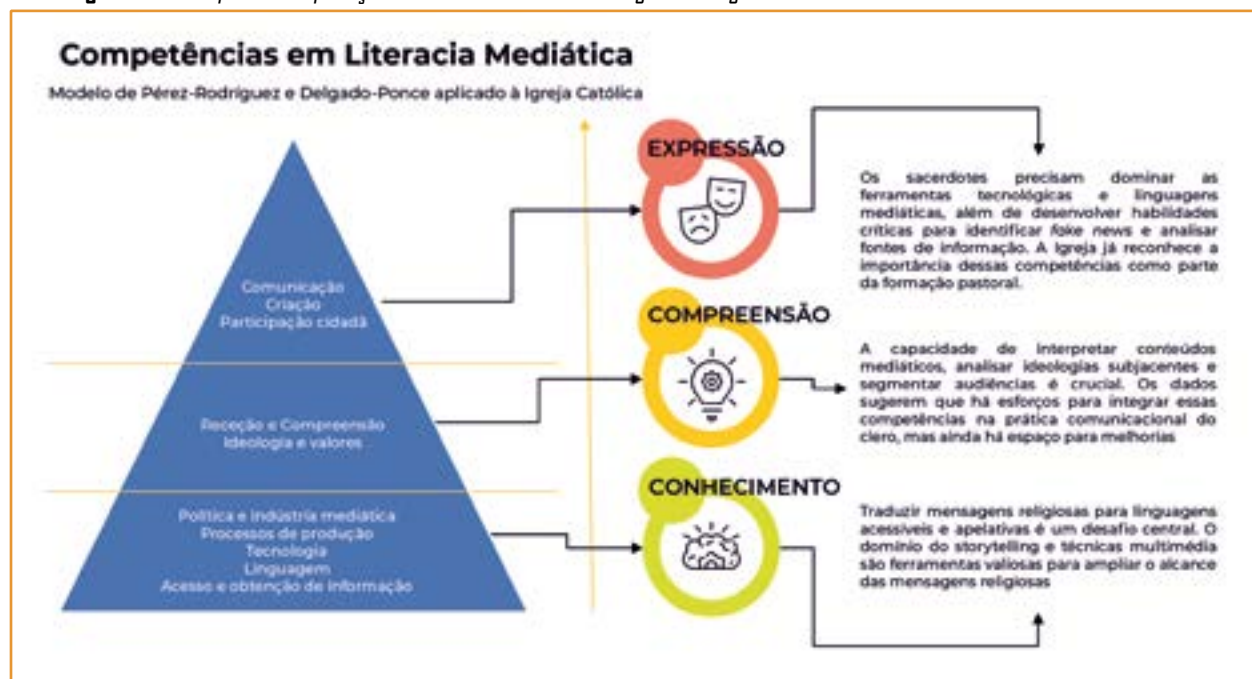 Competências em Literacia Mediática
Modelo de Pérez-Rodríguez e Delgado-Ponce aplicado à Igreja Católica
Comunicação
Criação
Participação cidadã
Receção e Compreensão
Ideologia e valores
Política e indústria mediática
Processos de produção
Tecnologia
Linguagem
Acesso e obtenção de informação
EXPRESSÃO
Os sacerdotes precisam dominar as
ferramentas tecnológicas e linguagens
mediáticas, além de desenvolver habilidades
críticas para identificar fake news e analisar
fontes de informação. A Igreja já reconhece a
importância dessas competências como parte
da formação pastoral.
COMPREENSÃO
A capacidade de interpretar conteúdos
mediáticos, analisar ideologias subjacentes e
segmentar audiências é crucial. Os dados
sugerem que há esforços para integrar essas
competências na prática comunicacional do
clero, mas ainda há espaço para melhorias
CONHECIMENTO
Traduzir mensagens religiosas para linguagens
acessíveis e apelativas é um desafio central. O
domínio do storytelling e técnicas multimédia
são ferramentas valiosas para ampliar o alcance
das mensagens religiosas